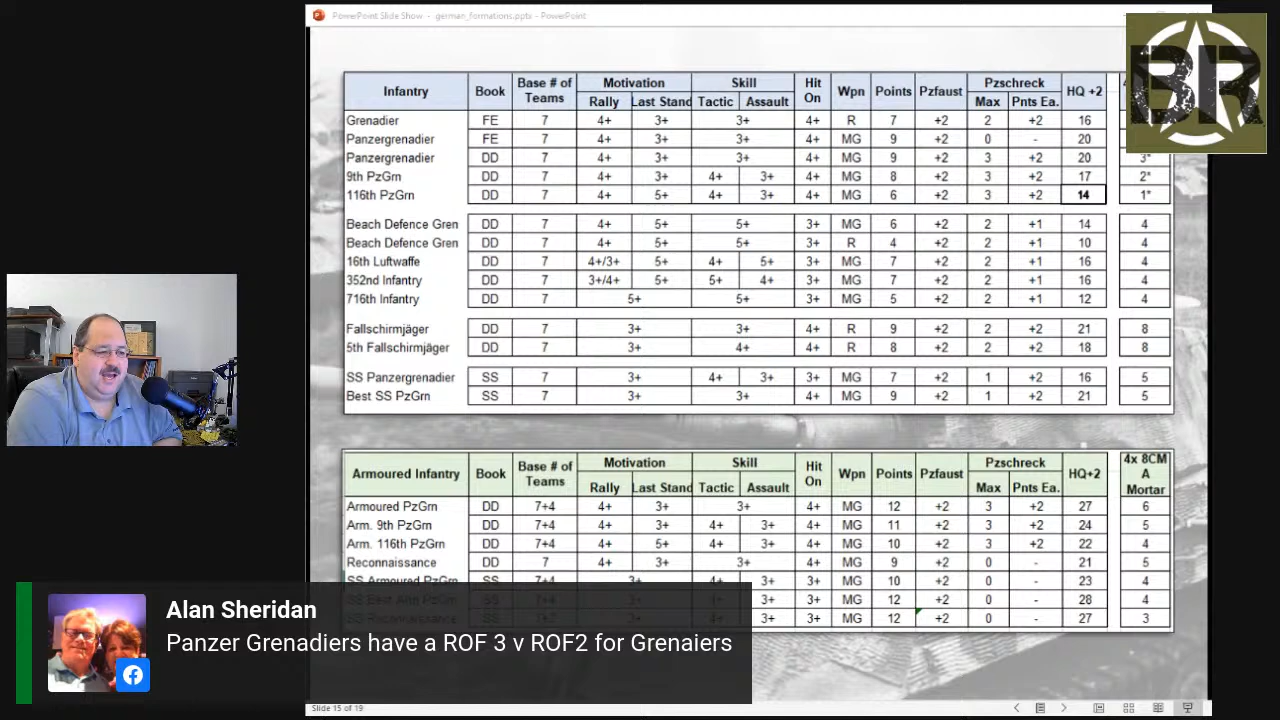 PowerPoint Slide Show - german_formations.pptx - PowerPoint
BR
Infantry Book Base # of Teams Motivation Skill Hit On Wpn Points Pzfaust Pzschreck HQ +2
Rally Last Stand Tactic Assault Max Pnts Ea.
Grenadier FE 7 4+ 3+ 3+ 4+ R 7 +2 2 +2 16
Panzergrenadier FE 7 4+ 3+ 3+ 4+ MG 9 +2 0 - 20
Panzergrenadier DD 7 4+ 3+ 3+ 4+ MG 9 +2 3 +2 20 3*
9th PzGrn DD 7 4+ 3+ 4+ 3+ 4+ MG 8 +2 3 +2 17 2*
116th PzGrn DD 7 4+ 5+ 4+ 3+ 4+ MG 6 +2 3 +2 14 1*
Beach Defence Gren DD 7 4+ 5+ 5+ 3+ MG 6 +2 2 +1 14 4
Beach Defence Gren DD 7 4+ 5+ 5+ 3+ R 4 +2 2 +1 10 4
16th Luftwaffe DD 7 4+/3+ 5+ 4+ 5+ 3+ MG 7 +2 2 +1 16 4
352nd Infantry DD 7 3+/4+ 5+ 5+ 4+ 3+ MG 7 +2 2 +1 16 4
716th Infantry DD 7 5+ 5+ 3+ MG 5 +2 2 +1 12 4
Fallschirmjäger DD 7 3+ 3+ 4+ R 9 +2 2 +2 21 8
5th Fallschirmjäger DD 7 3+ 4+ 4+ R 8 +2 2 +2 18 8
SS Panzergrenadier SS 7 3+ 4+ 3+ 3+ MG 7 +2 1 +2 16 5
Best SS PzGrn SS 7 3+ 3+ 4+ MG 9 +2 1 +2 21 5
Armoured Infantry Book Base # of Teams Motivation Skill Hit On Wpn Points Pzfaust Pzschreck HQ+2 4x 8CM A Mortar
Rally Last Stand Tactic Assault Max Pnts Ea.
Armoured PzGrn DD 7+4 4+ 3+ 3+ 4+ MG 12 +2 3 +2 27 6
Arm. 9th PzGrn DD 7+4 4+ 3+ 4+ 3+ 4+ MG 11 +2 3 +2 24 5
Arm. 116th PzGrn DD 7+4 4+ 5+ 4+ 3+ 4+ MG 10 +2 3 +2 22 4
Reconnaissance DD 7 4+ 3+ 3+ 4+ MG 9 +2 0 - 21 5
SS Armoured PzGrn SS 7+4 3+ 4+ 3+ 3+ MG 10 +2 0 - 23 4
3+ 3+ MG 12 +2 0 - 28 4
3+ 3+ MG 12 +2 0 - 27 3
Alan Sheridan
Panzer Grenadiers have a ROF 3 v ROF2 for Grenaiers
Slide 15 of 19